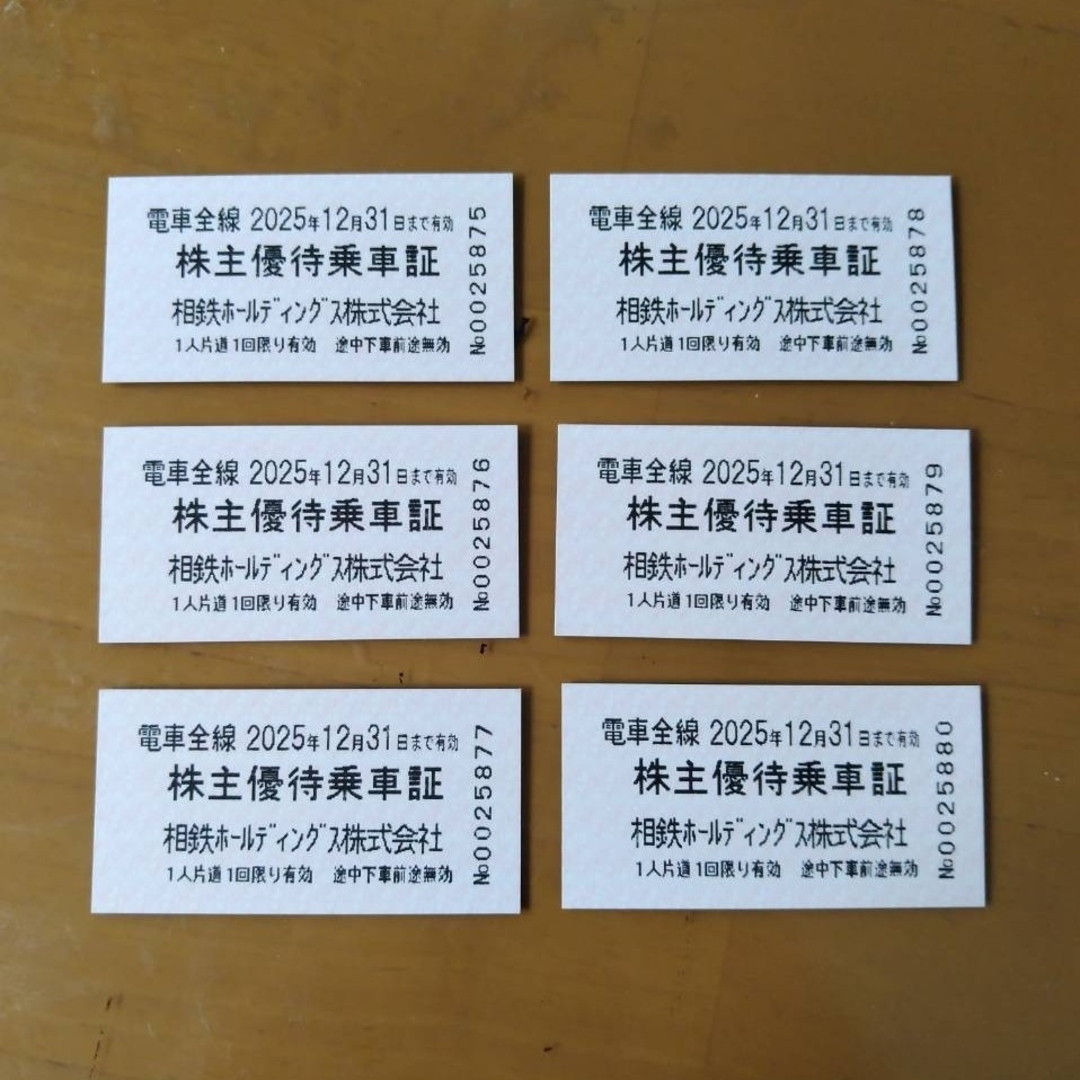 電車全線 2025年12月31日まで有効
株主優待乗車証
相鉄ホールディングス株式会社
1人片道1回限り有効 途中下車前途無効
№0025875
電車全線 2025年12月31日まで有効
株主優待乗車証
相鉄ホールディングス株式会社
1人片道1回限り有効 途中下車前途無効
№0025878
電車全線 2025年12月31日まで有効
株主優待乗車証
相鉄ホールディングス株式会社
1人片道1回限り有効 途中下車前途無効
№0025876
電車全線 2025年12月31日まで有効
株主優待乗車証
相鉄ホールディングス株式会社
1人片道1回限り有効 途中下車前途無効
№0025879
電車全線 2025年12月31日まで有効
株主優待乗車証
相鉄ホールディングス株式会社
1人片道1回限り有効 途中下車前途無効
№0025877
電車全線 2025年12月31日まで有効
株主優待乗車証
相鉄ホールディングス株式会社
1人片道1回限り有効 途中下車前途無効
№0025880